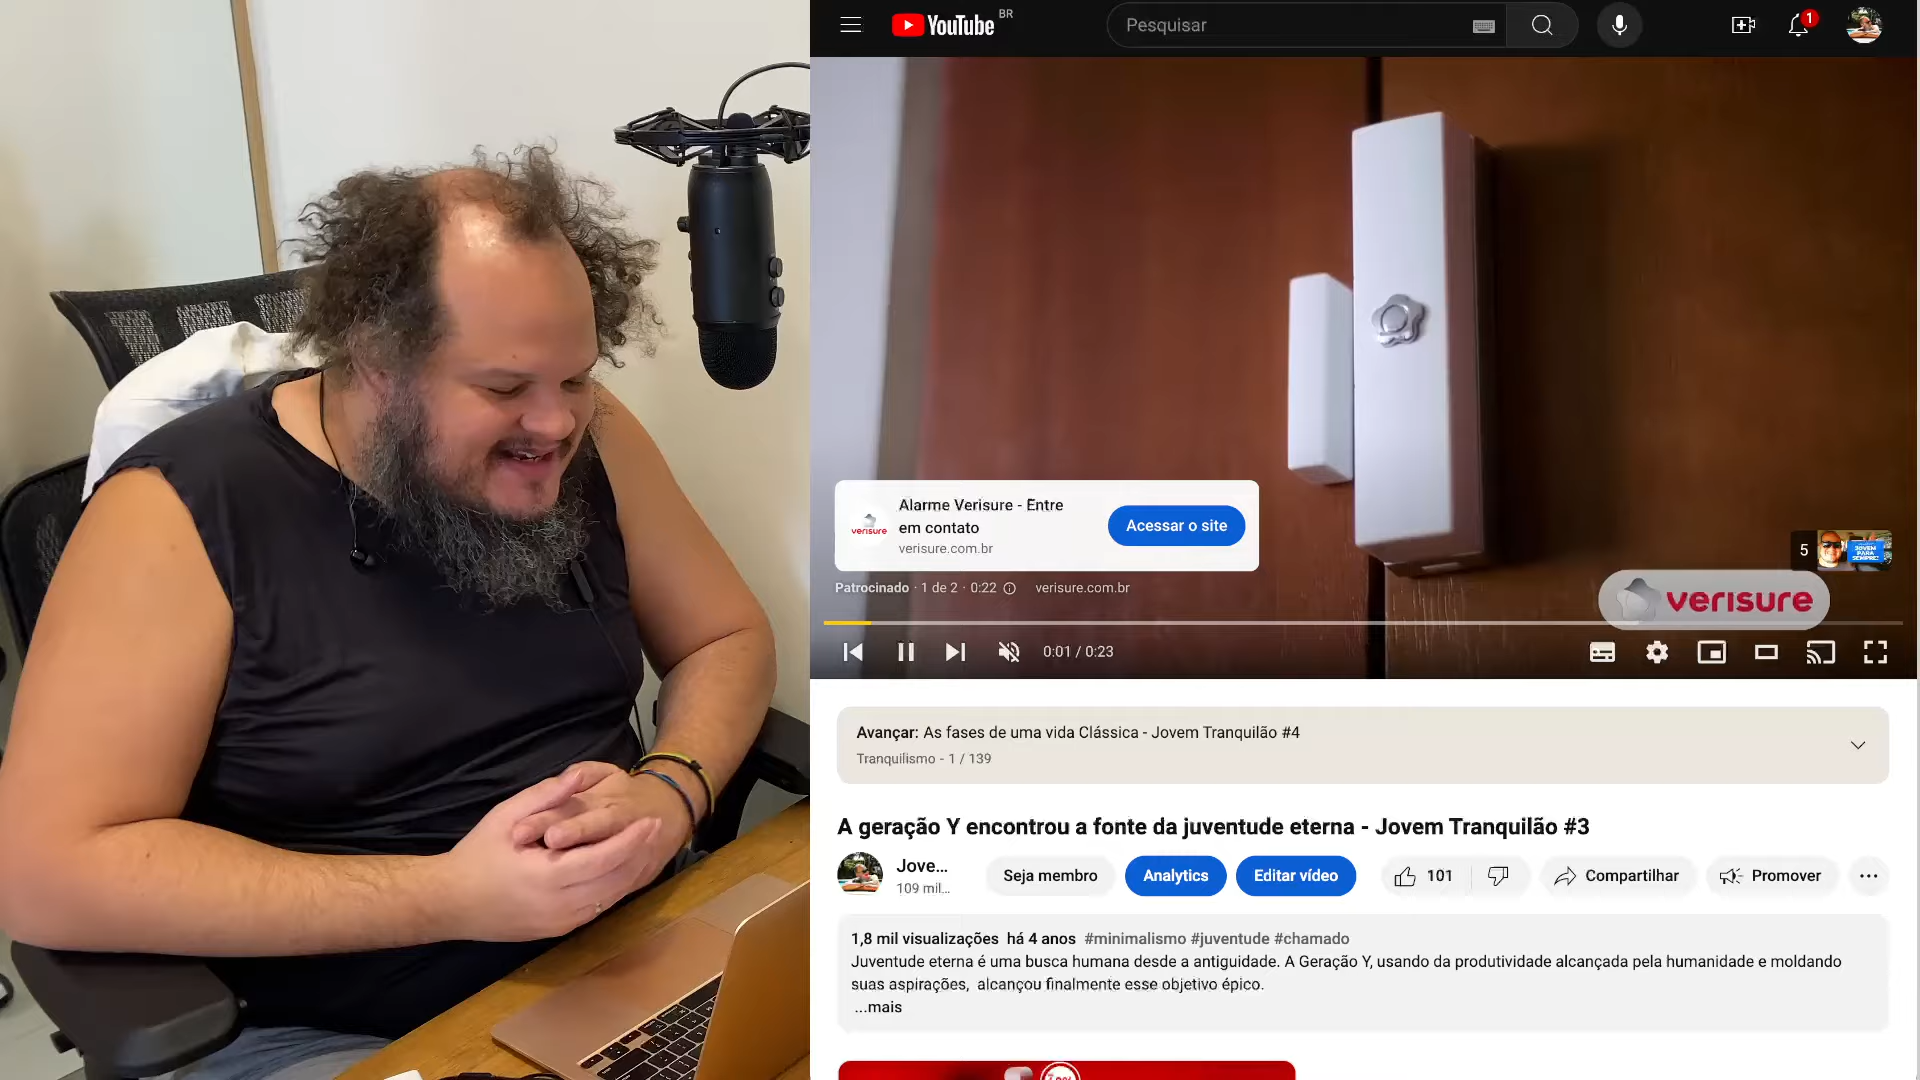 YouTube BR
Pesquisar
1
Alarme Verisure - Entre
em contato
verisure.com.br
Acessar o site
verisure
Patrocinado · 1 de 2 · 0:22
verisure.com.br
5
JOVEM
PARA
SEMPRE!
verisure
0:01 / 0:23
Avançar: As fases de uma vida Clássica - Jovem Tranquilão #4
Tranquilismo - 1 / 139
A geração Y encontrou a fonte da juventude eterna - Jovem Tranquilão #3
Jove...
109 mil...
Seja membro
Analytics
Editar vídeo
101
Compartilhar
Promover
1,8 mil visualizações há 4 anos #minimalismo #juventude #chamado
Juventude eterna é uma busca humana desde a antiguidade. A Geração Y, usando da produtividade alcançada pela humanidade e moldando
suas aspirações, alcançou finalmente esse objetivo épico.
...mais